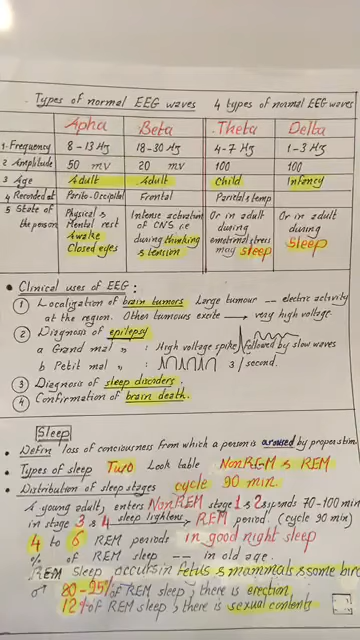 Types of normal EEG waves 4 types of normal EEG waves
Apha Beta Theta Delta
1. Frequency 8 - 13 Hz 18-30 Hz 4-7 Hz 1-3 Hz
2 Amplitude 50 mv 20 mv 100 100
3 Age Adult Adult Child Infancy
4 Recorded at Parito-Occipital Frontal Parietal & temp
5 State of the person Physical & Mental rest Awake Closed eyes Intense activation of CNS i.e during thinking & tension Or in adult during emotional stress may sleep Or in adult during sleep
• Clinical uses of EEG :
1 Localization of brain tumors Large tumour — electric activity
at the region. Other tumours excite → very high voltage.
2 Diagnosis of epilepsy
a Grand mal " : High voltage spike followed by slow waves
b Petit mal " : 3 / second.
3 Diagnosis of sleep disorders,
4 Confirmation of brain death.
Sleep
• Defin loss of conciousness from which a person is aroused by proper stim
• Types of sleep Two Look table NonREM & REM
• Distribution of sleep stages cycle 90 min.
A young adult, enters NonREM stage 1 & 2 spends 70-100 min
in stage 3 & 4 sleep lightens → REM period. (cycle 90 min)
4 to 6 REM periods in good night sleep
% of REM sleep -- in old age.
REM Sleep occurs in fetus & mammals & some bir
80-95% of REM sleep, there is erection,
12% of REM sleep, there is sexual contents